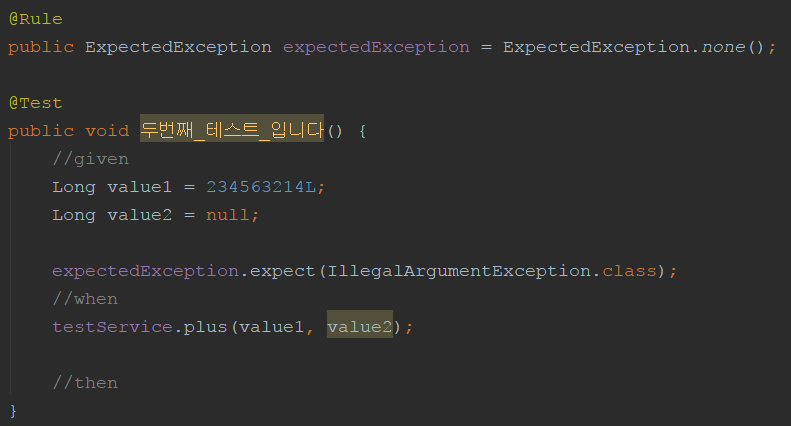 @Rule
public ExpectedException expectedException = ExpectedException.none();
@Test
public void 두번째_테스트_입니다() {
//given
Long value1 = 234563214L;
Long value2 = null;
expectedException.expect(IllegalArgumentException.class);
//when
testService.plus(value1, value2);
//then
}